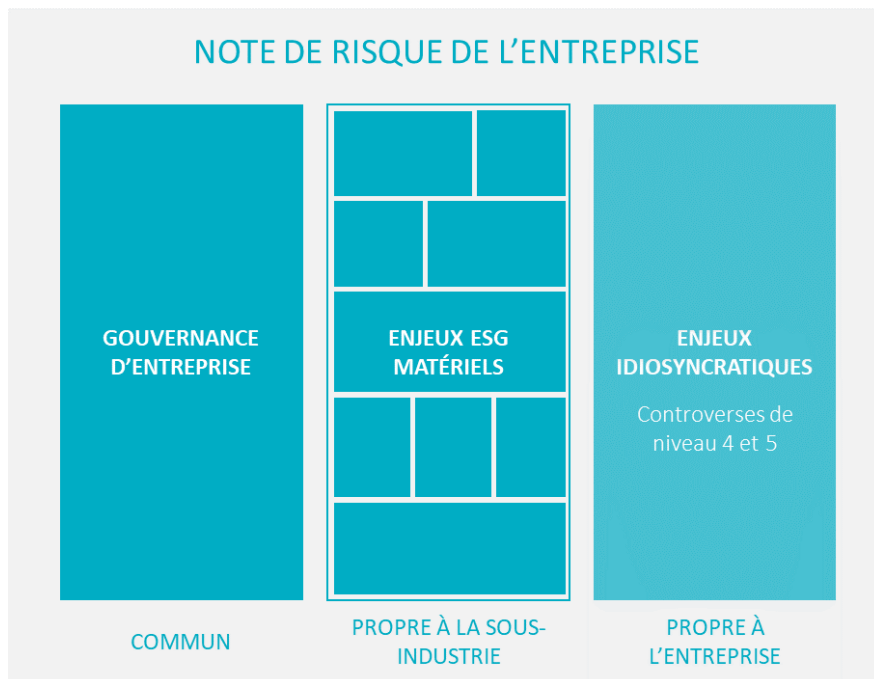 NOTE DE RISQUE DE L'ENTREPRISE
GOUVERNANCE
D'ENTREPRISE
ENJEUX ESG
MATÉRIELS
ENJEUX
IDIOSYNCRATIQUES
Controverses de
niveau 4 et 5
COMMUN
PROPRE À LA SOUS-
INDUSTRIE
PROPRE À
L'ENTREPRISE